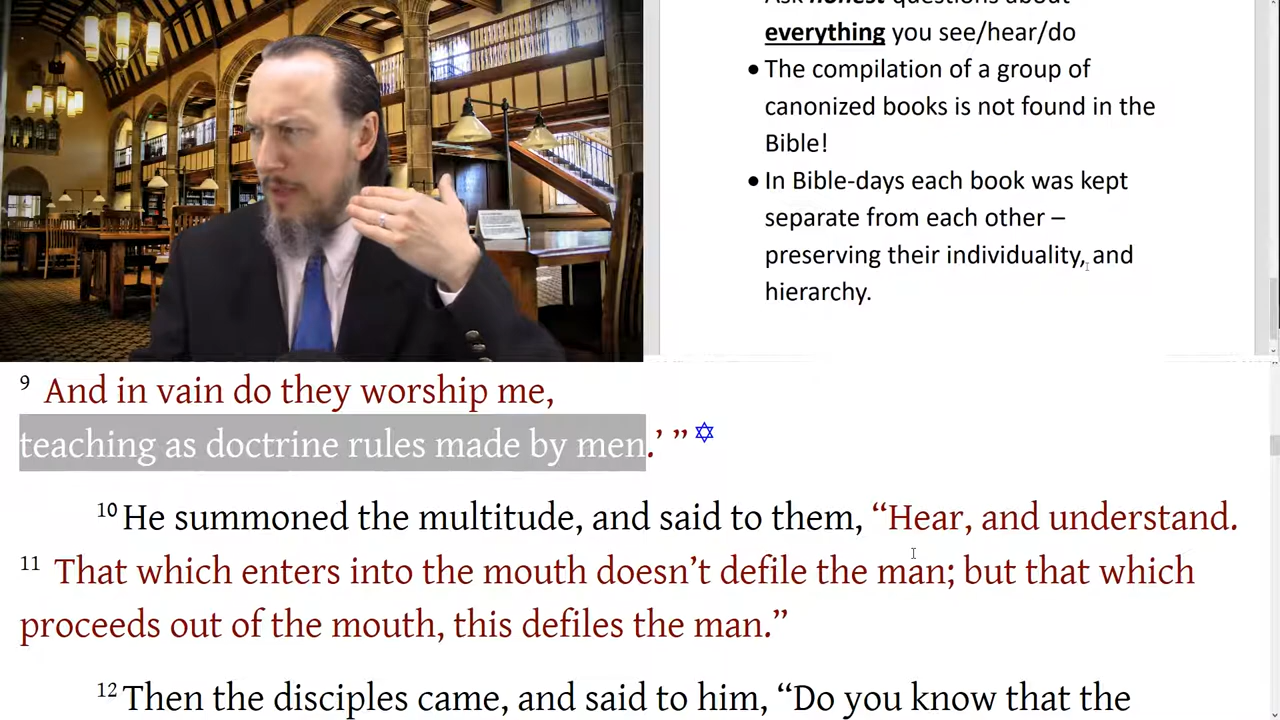 Ask honest questions about
everything you see/hear/do
• The compilation of a group of
canonized books is not found in the
Bible!
• In Bible-days each book was kept
separate from each other –
preserving their individuality, and
hierarchy.
9 And in vain do they worship me,
teaching as doctrine rules made by men.’ ” ✡
10 He summoned the multitude, and said to them, “Hear, and understand.
11 That which enters into the mouth doesn’t defile the man; but that which
proceeds out of the mouth, this defiles the man.”
12 Then the disciples came, and said to him, “Do you know that the